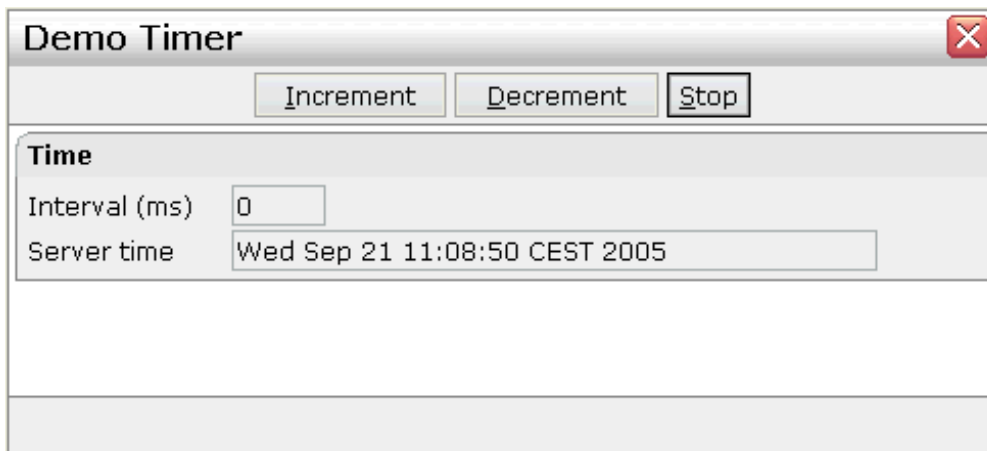 Demo Timer
Increment Decrement Stop
Time
Interval (ms) 0
Server time Wed Sep 21 11:08:50 CEST 2005